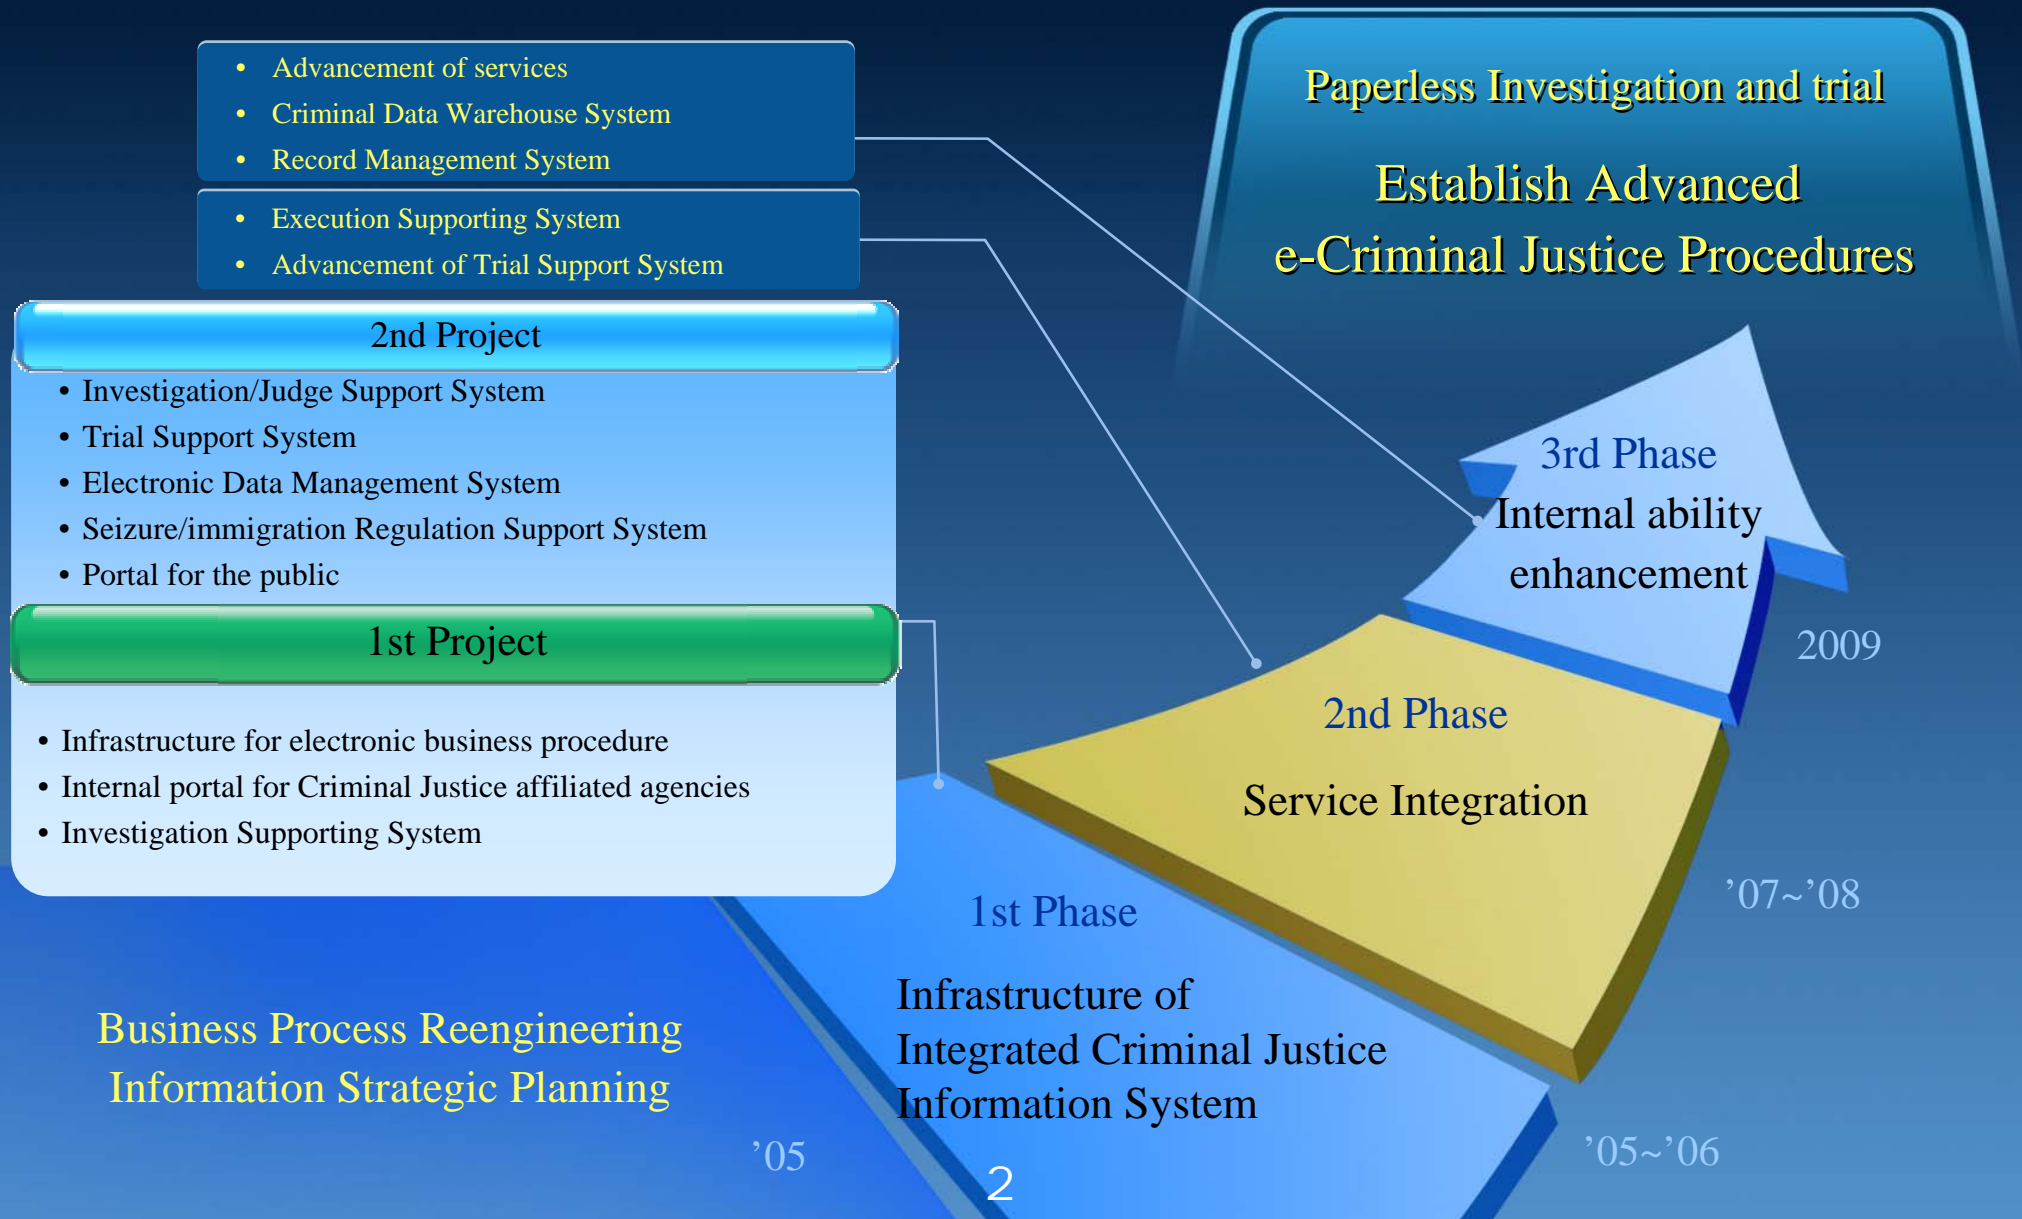 • Advancement of services
• Criminal Data Warehouse System
• Record Management System
• Execution Supporting System
• Advancement of Trial Support System
2nd Project
• Investigation/Judge Support System
• Trial Support System
• Electronic Data Management System
• Seizure/immigration Regulation Support System
• Portal for the public
1st Project
• Infrastructure for electronic business procedure
• Internal portal for Criminal Justice affiliated agencies
• Investigation Supporting System
Business Process Reengineering
Information Strategic Planning
’05
Paperless Investigation and trial
Establish Advanced
e-Criminal Justice Procedures
3rd Phase
Internal ability
enhancement
2009
2nd Phase
Service Integration
’07~’08
1st Phase
Infrastructure of
Integrated Criminal Justice
Information System
’05~’06
2